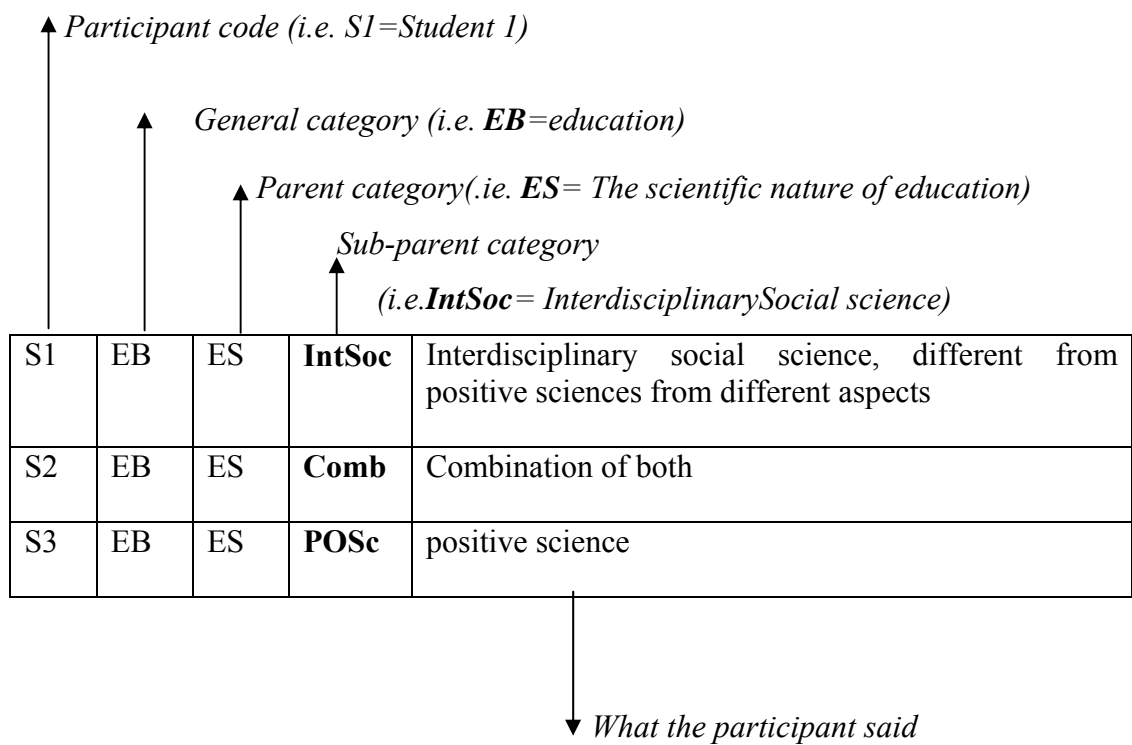 Participant code (i.e. S1=Student 1)
General category (i.e. EB=education)
Parent category(.ie. ES= The scientific nature of education)
Sub-parent category
(i.e.IntSoc= InterdisciplinarySocial science)
S1 EB ES IntSoc Interdisciplinary social science, different from
positive sciences from different aspects
S2 EB ES Comb Combination of both
S3 EB ES POSc positive science
What the participant said